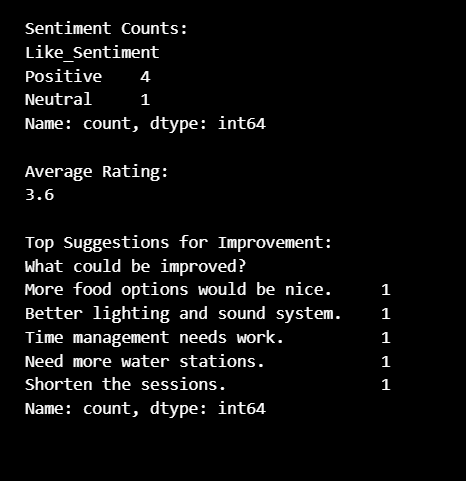 Sentiment Counts:
Like_Sentiment
Positive    4
Neutral     1
Name: count, dtype: int64

Average Rating:
3.6

Top Suggestions for Improvement:
What could be improved?
More food options would be nice.     1
Better lighting and sound system.    1
Time management needs work.          1
Need more water stations.            1
Shorten the sessions.                1
Name: count, dtype: int64